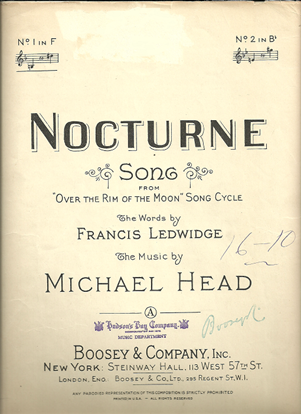 No. 1 IN F
No. 2 IN B♭
NOCTURNE
SONG
FROM
"OVER THE RIM OF THE MOON" SONG CYCLE
The Words by
FRANCIS LEDWIDGE
The Music by
MICHAEL HEAD
16-10
A
Hudson's Bay Company.
MUSIC DEPARTMENT
BOOSEY & COMPANY, INC.
NEW YORK: STEINWAY HALL, 113 WEST 57TH ST.
LONDON, ENG. BOOSEY & CO, LTD., 295 REGENT ST, W.1.
ANY PARODIED REPRESENTATION OF THIS COMPOSITION IS STRICTLY PROHIBITED
PRINTED IN U.S.A. ALL RIGHTS RESERVED